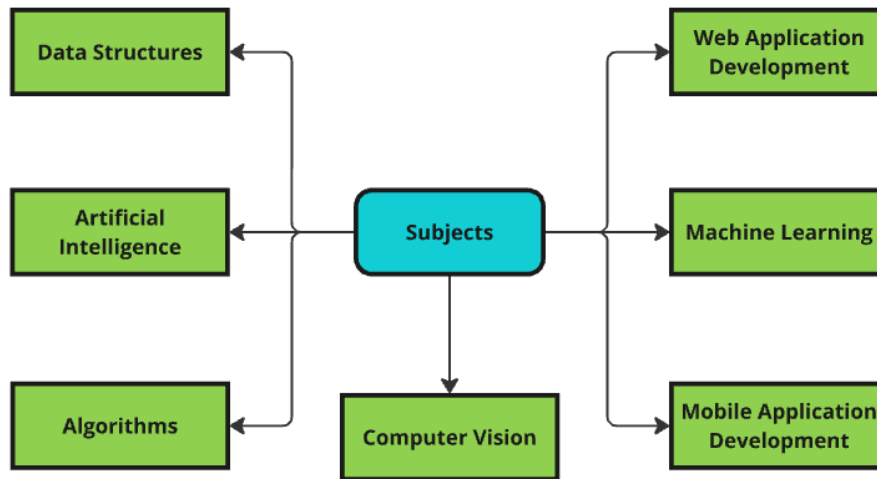 Data Structures
Web Application
Development
Artificial
Intelligence
Subjects
Machine Learning
Algorithms
Computer Vision
Mobile Application
Development